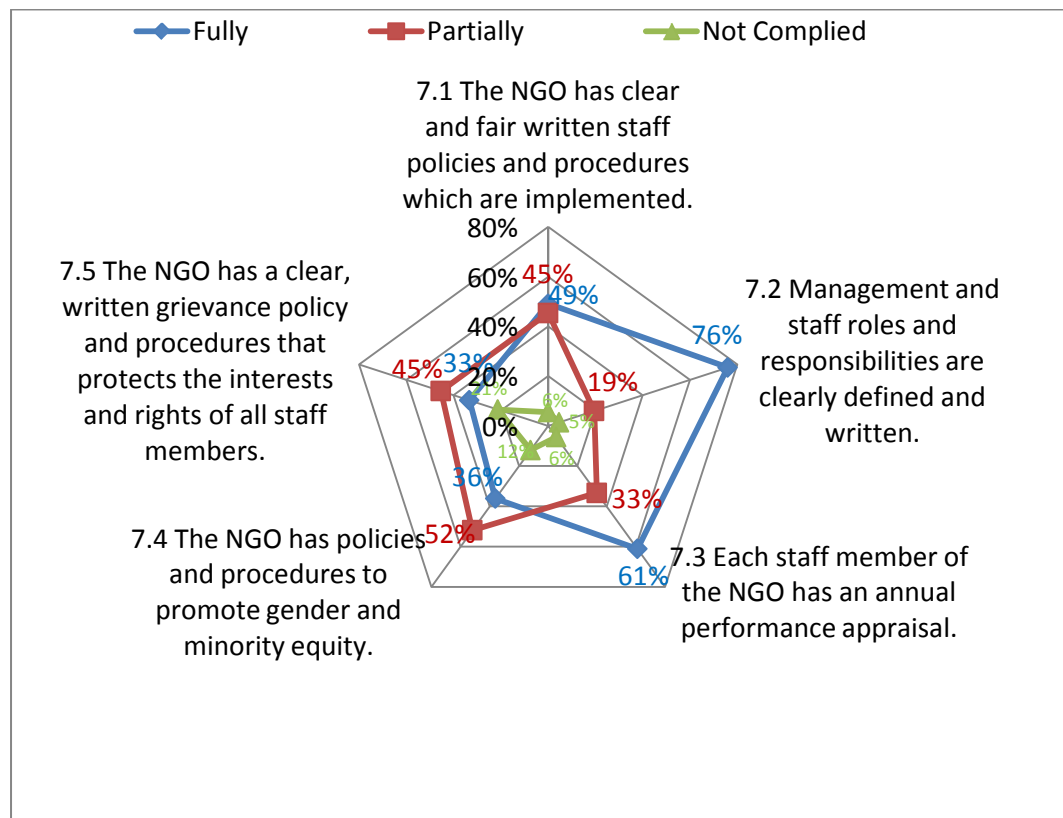 Fully Partially Not Complied
7.1 The NGO has clear
and fair written staff
policies and procedures
which are implemented.
80%
60%
40%
20%
0%
45%
49%
6%
7.2 Management and
staff roles and
responsibilities are
clearly defined and
written.
76%
19%
5%
7.3 Each staff member of
the NGO has an annual
performance appraisal.
61%
33%
6%
7.4 The NGO has policies
and procedures to
promote gender and
minority equity.
36%
52%
12%
7.5 The NGO has a clear,
written grievance policy
and procedures that
protects the interests
and rights of all staff
members.
33%
45%
21%